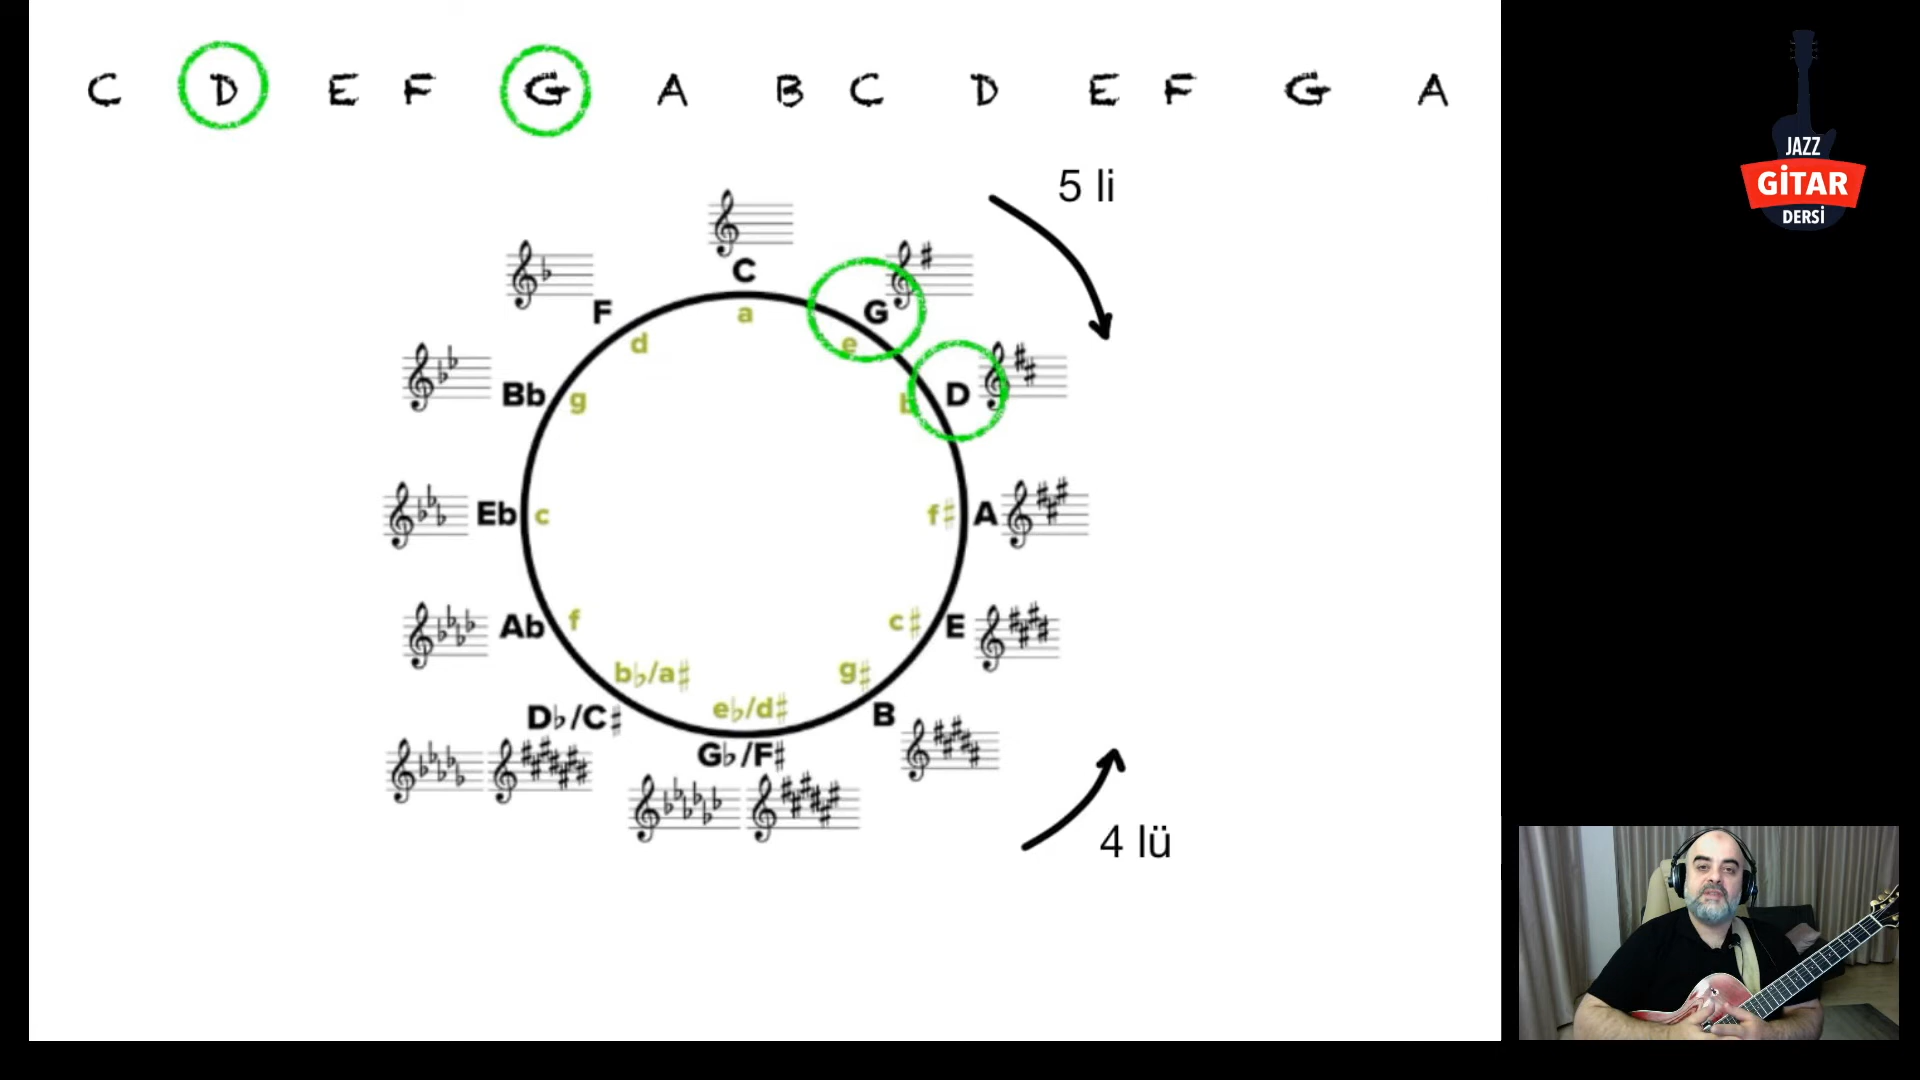 C D E F G A B C D E F G A
JAZZ
GİTAR
DERSİ
5 li
C
F G
a
d e
Bb D
g b
Eb c f♯ A
Ab f c♯ E
b♭/a♯ g♯
e♭/d♯
D♭/C♯ B
G♭/F♯
4 lü